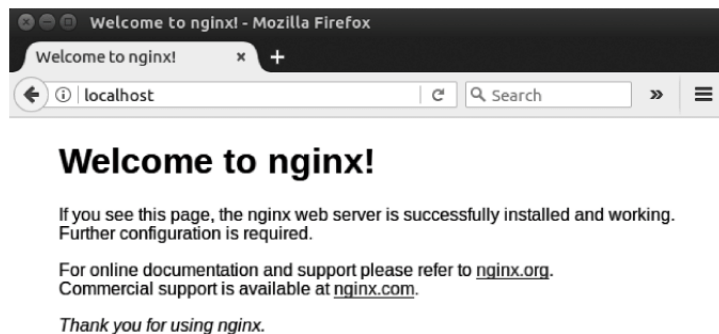 Welcome to nginx! - Mozilla Firefox
Welcome to nginx!
localhost
Search
Welcome to nginx!
If you see this page, the nginx web server is successfully installed and working.
Further configuration is required.
For online documentation and support please refer to nginx.org.
Commercial support is available at nginx.com.
Thank you for using nginx.